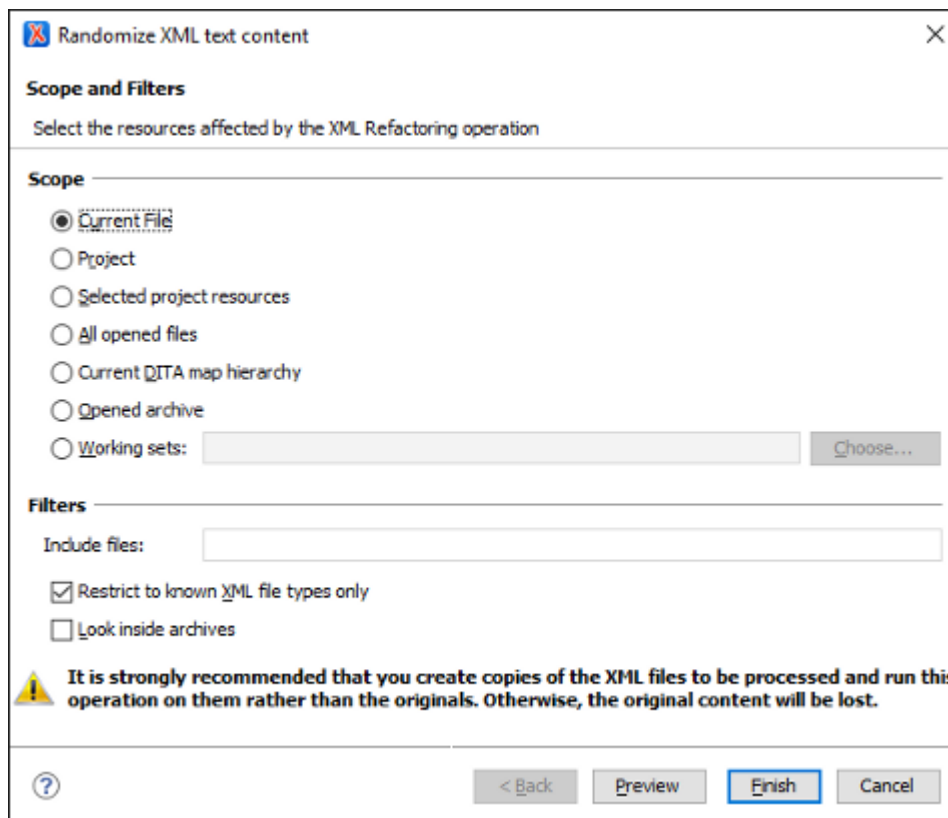 Randomize XML text content
Scope and Filters
Select the resources affected by the XML Refactoring operation
Scope
Current File
Project
Selected project resources
All opened files
Current DITA map hierarchy
Opened archive
Working sets:
Choose...
Filters
Include files:
Restrict to known XML file types only
Look inside archives
It is strongly recommended that you create copies of the XML files to be processed and run this
operation on them rather than the originals. Otherwise, the original content will be lost.
?
< Back
Preview
Finish
Cancel